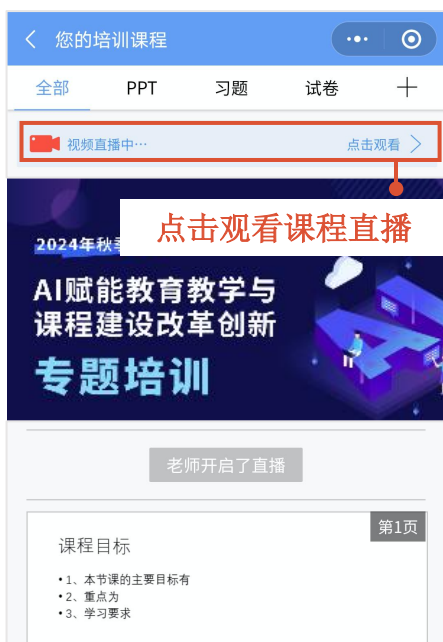 您的培训课程
全部 PPT 习题 试卷
视频直播中··· 点击观看
点击观看课程直播
2024年秋
AI赋能教育教学与
课程建设改革创新
专题培训
老师开启了直播
第1页
课程目标
•1、本节课的主要目标有
•2、重点为
•3、学习要求